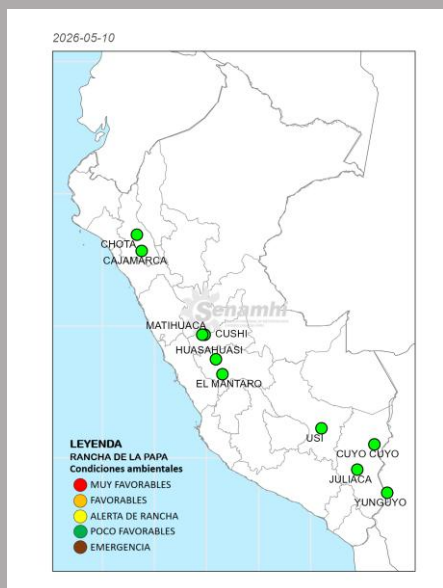 2026-05-10
CHOTA
CAJAMARCA
Senamhi
MATIHUACA
CUSHI
HUASAHUASI
EL MANTARO
USI
CUYO CUYO
JULIACA
YUNGUYO
LEYENDA
RANCHA DE LA PAPA
Condiciones ambientales
MUY FAVORABLES
FAVORABLES
ALERTA DE RANCHA
POCO FAVORABLES
EMERGENCIA